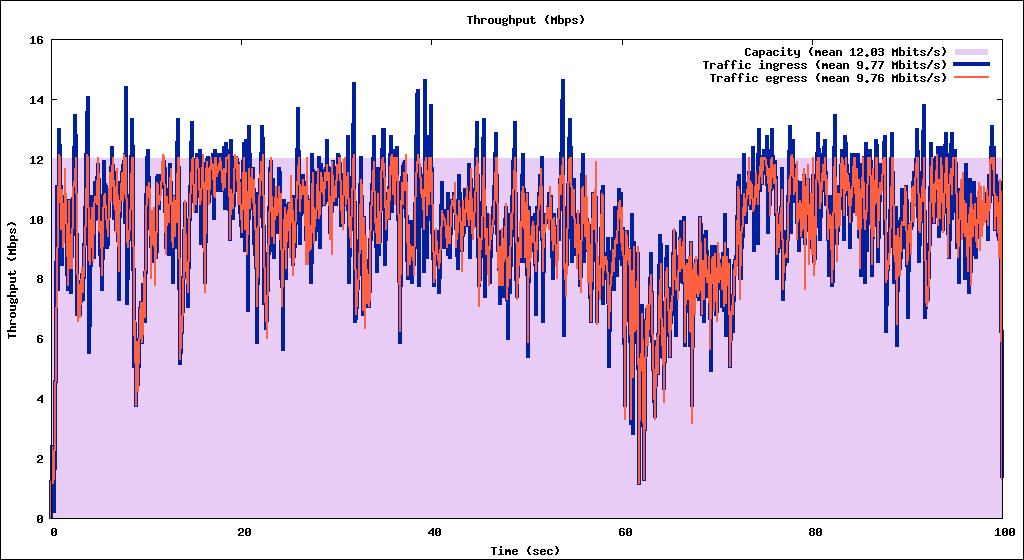 Throughput (Mbps)
Capacity (mean 12.03 Mbits/s)
Traffic ingress (mean 9.77 Mbits/s)
Traffic egress (mean 9.76 Mbits/s)
Throughput (Mbps)
16
14
12
10
8
6
4
2
0
0 20 40 60 80 100
Time (sec)